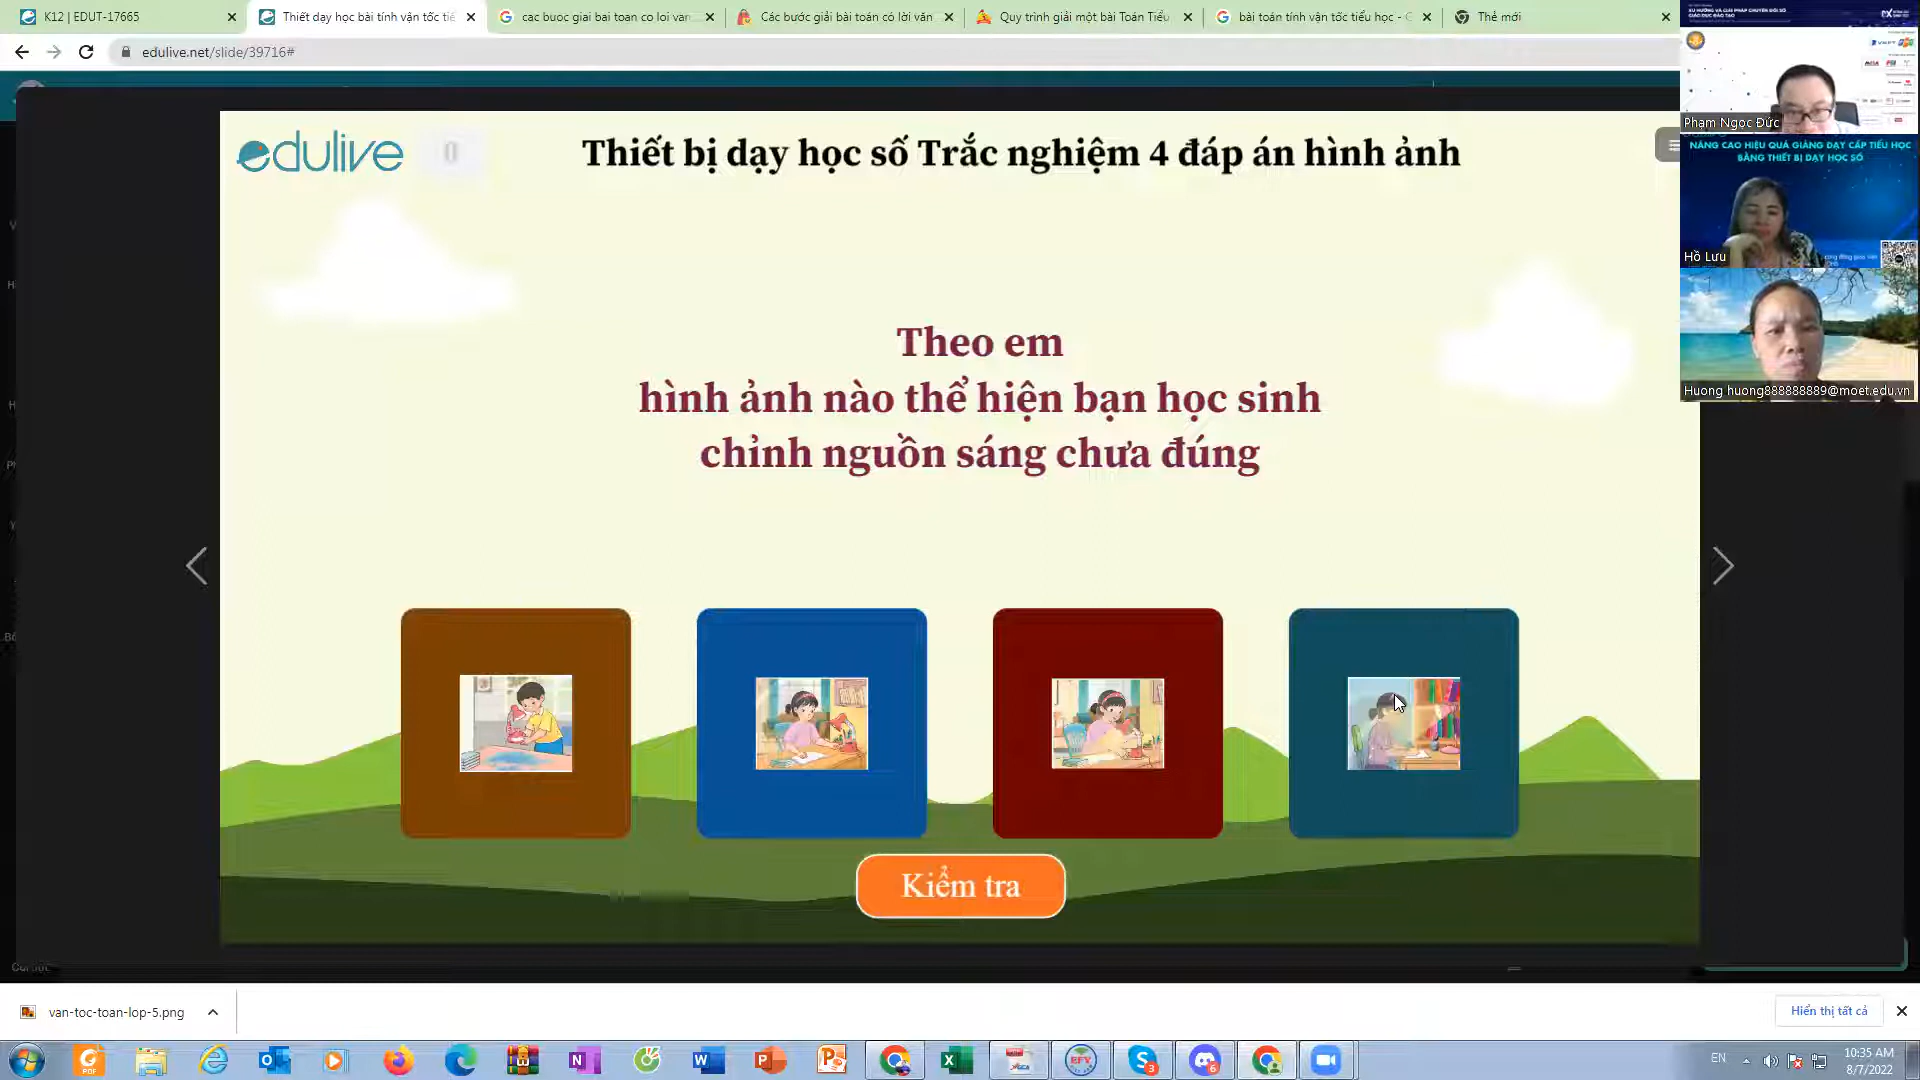 K12 | EDUT-17665
Thiết dạy học bài tính vận tốc tiể
cac buoc giai bai toan co loi van
Các bước giải bài toán có lời văn
Quy trình giải một bài Toán Tiểu
bài toán tính vận tốc tiểu học - G
Thẻ mới
edulive.net/slide/39716#
edulive
0
Thiết bị dạy học số Trắc nghiệm 4 đáp án hình ảnh
Theo em
hình ảnh nào thể hiện bạn học sinh
chỉnh nguồn sáng chưa đúng
Kiểm tra
Phạm Ngọc Đức
NÂNG CAO HIỆU QUẢ GIẢNG DẠY CẤP TIỂU HỌC
BẰNG THIẾT BỊ DẠY HỌC SỐ
Hồ Lưu
Huong huong888888889@moet.edu.vn
van-toc-toan-lop-5.png
Hiển thị tất cả
EN
10:35 AM
8/7/2022